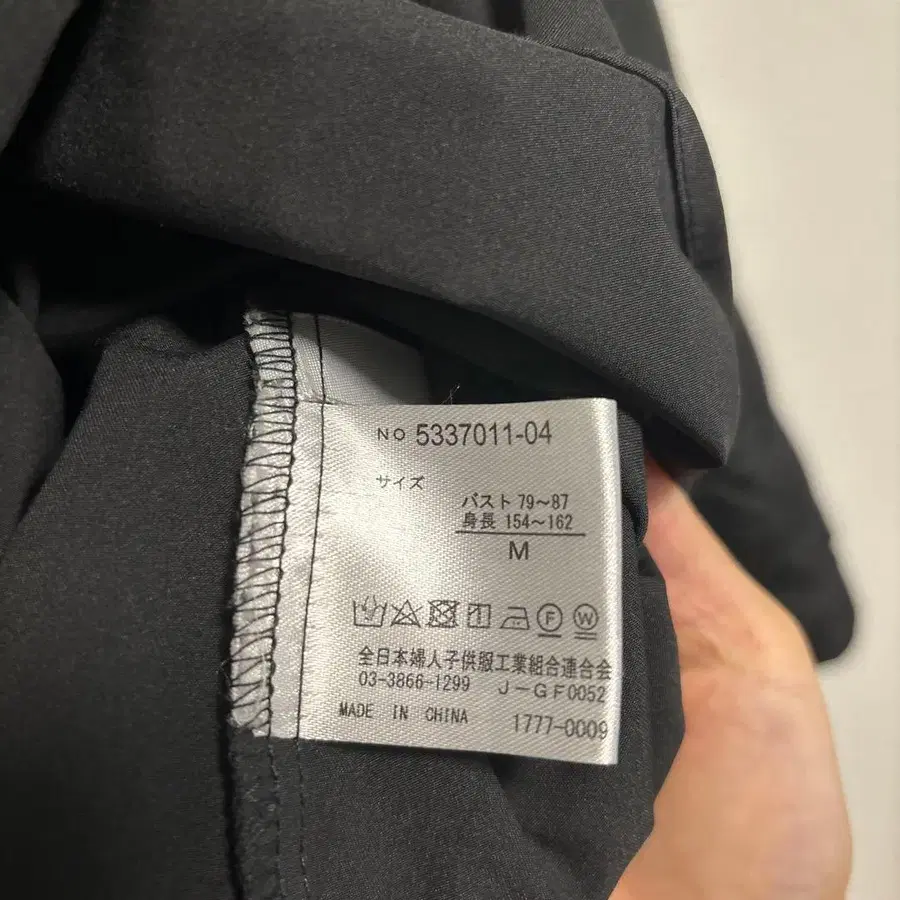 NO 5337011-04
サイズ
バスト 79〜87
身長 154〜162
M
F W
全日本婦人子供服工業組合連合会
03-3866-1299 J-GF0052
MADE IN CHINA 1777-0009